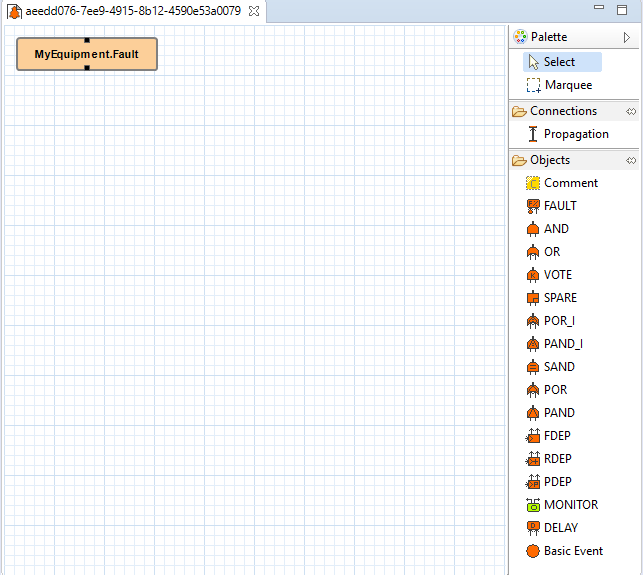 aeedd076-7ee9-4915-8b12-4590e53a0079
MyEquipment.Fault
Palette
Select
Marquee
Connections
Propagation
Objects
Comment
FAULT
AND
OR
VOTE
SPARE
POR_I
PAND_I
SAND
POR
PAND
FDEP
RDEP
PDEP
MONITOR
DELAY
Basic Event